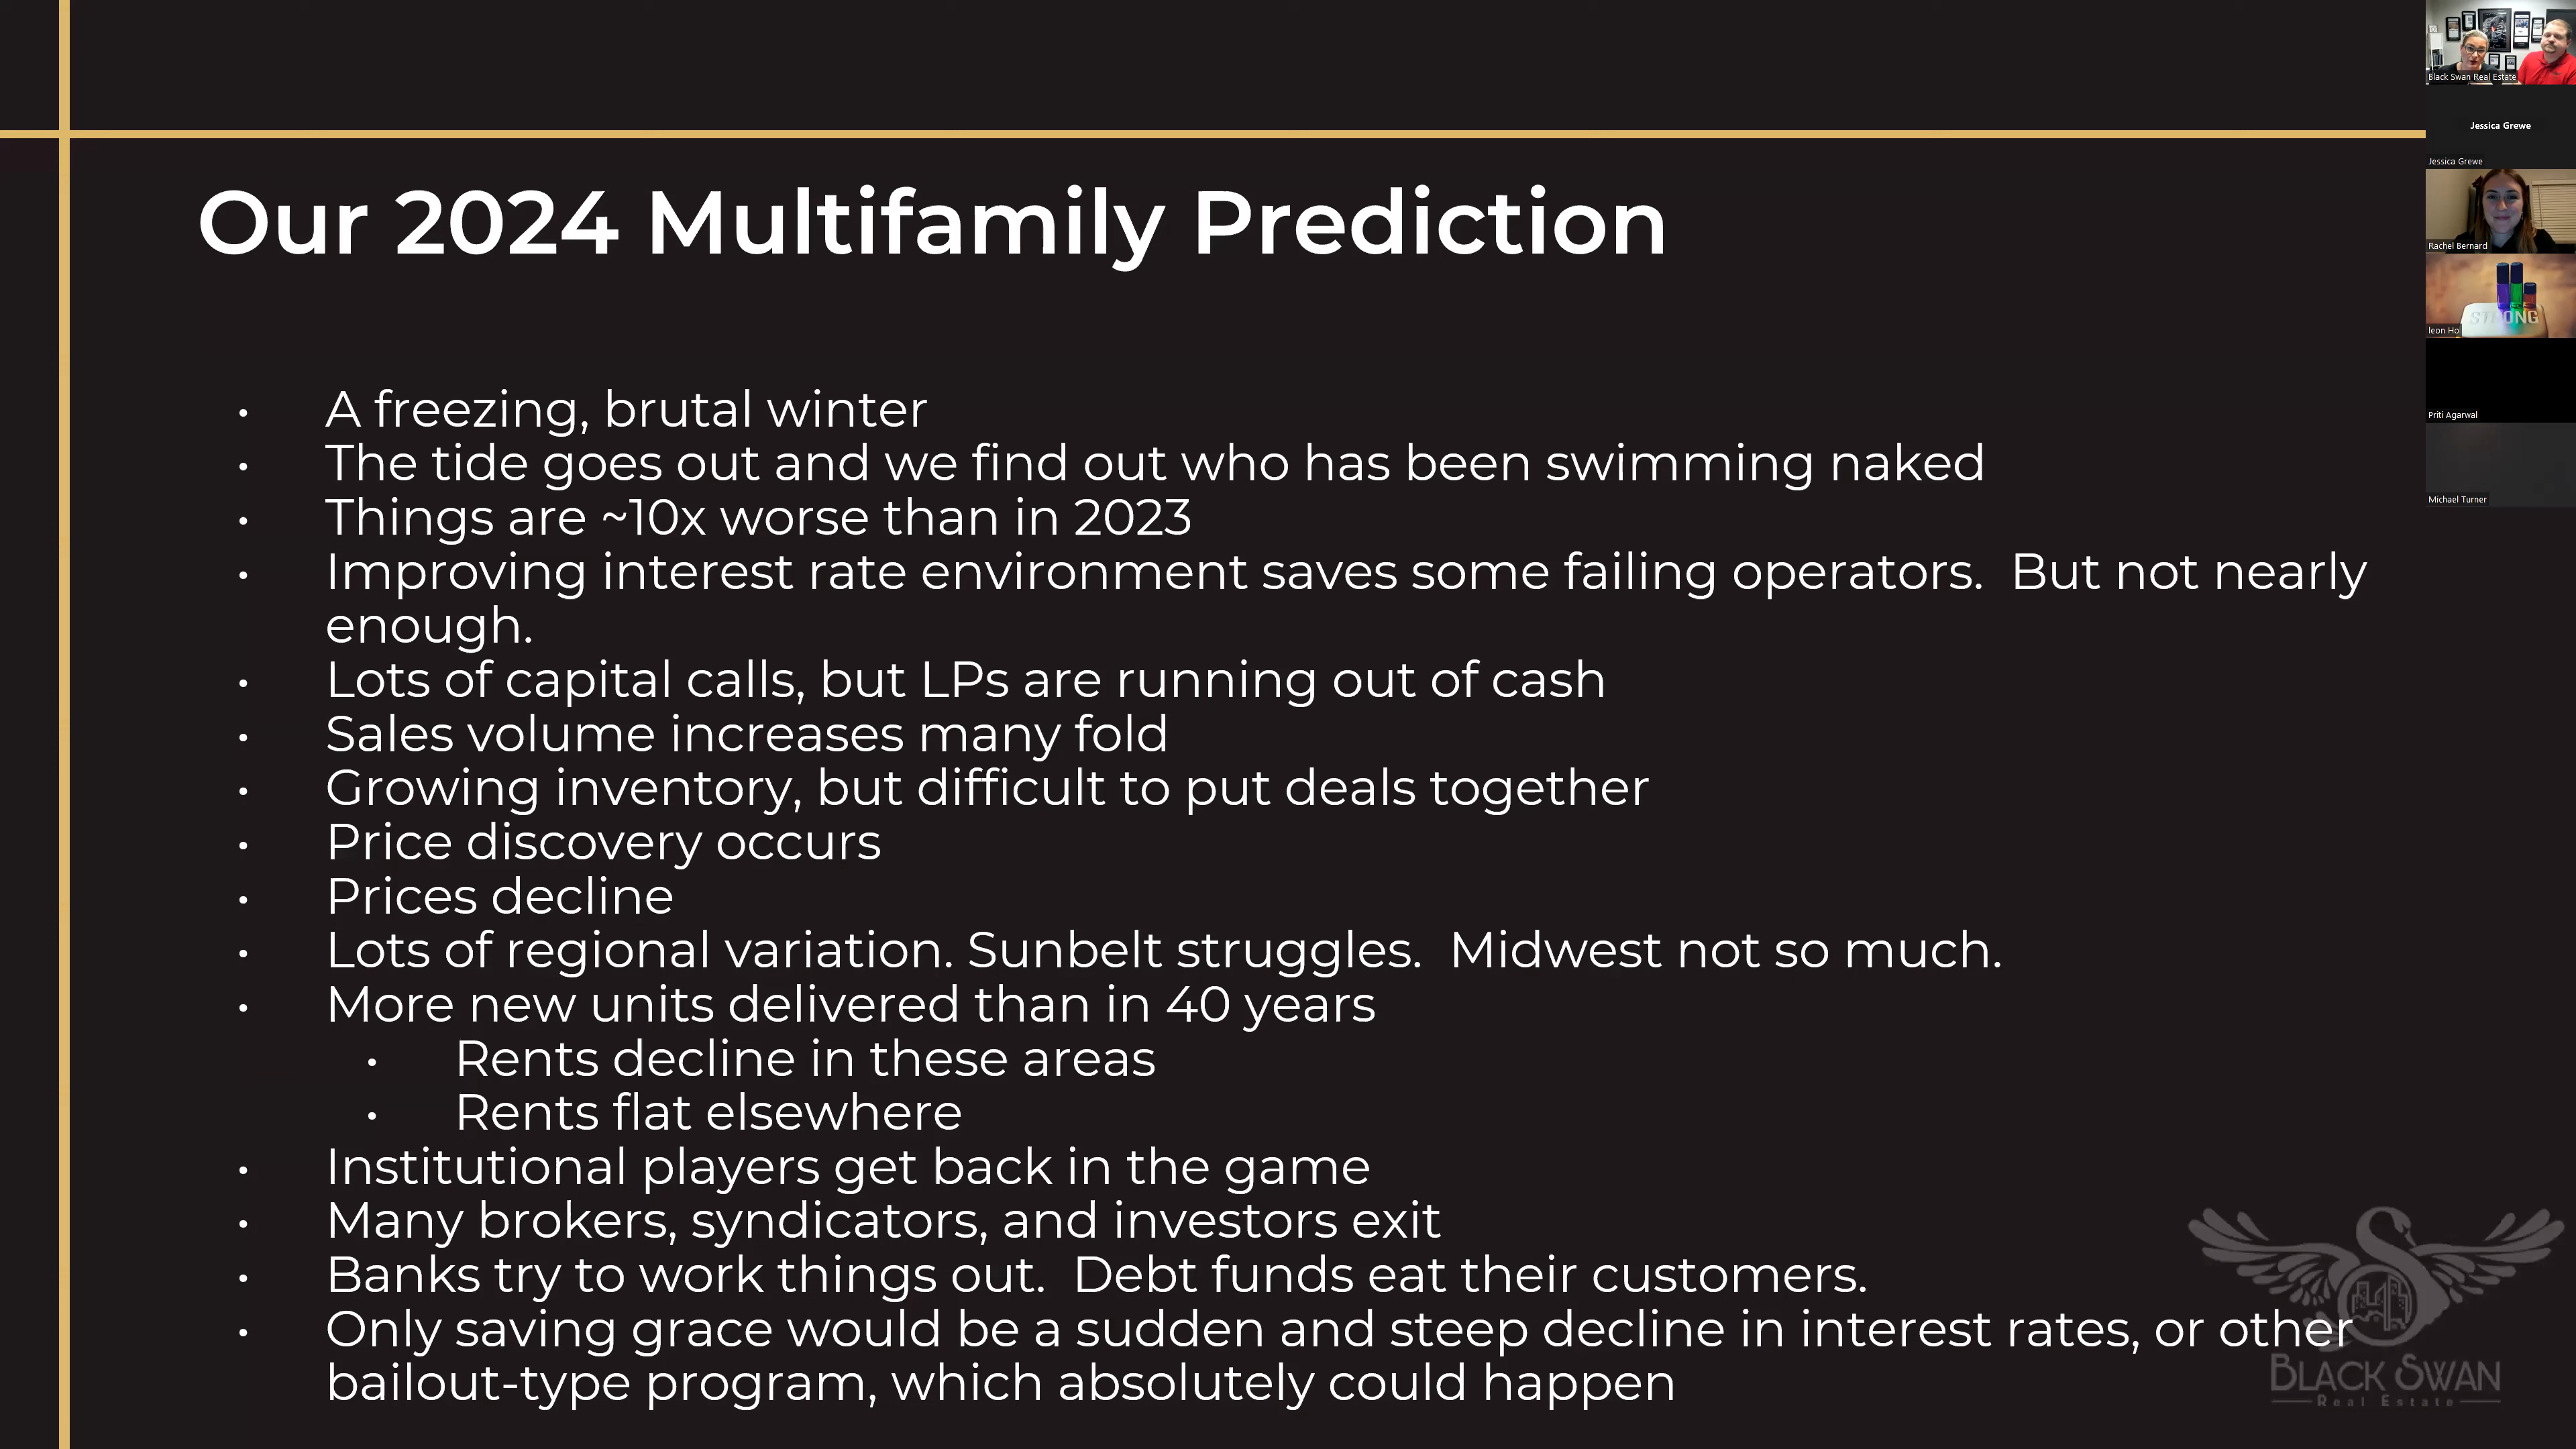 Our 2024 Multifamily Prediction
• A freezing, brutal winter
• The tide goes out and we find out who has been swimming naked
• Things are ~10x worse than in 2023
• Improving interest rate environment saves some failing operators.  But not nearly
enough.
• Lots of capital calls, but LPs are running out of cash
• Sales volume increases many fold
• Growing inventory, but difficult to put deals together
• Price discovery occurs
• Prices decline
• Lots of regional variation. Sunbelt struggles.  Midwest not so much.
• More new units delivered than in 40 years
• Rents decline in these areas
• Rents flat elsewhere
• Institutional players get back in the game
• Many brokers, syndicators, and investors exit
• Banks try to work things out.  Debt funds eat their customers.
• Only saving grace would be a sudden and steep decline in interest rates, or other
bailout-type program, which absolutely could happen
BLACK SWAN
Real Estate
Black Swan Real Estate
Jessica Grewe
Jessica Grewe
Rachel Bernard
STRONG
leon Ho
Priti Agarwal
Michael Turner